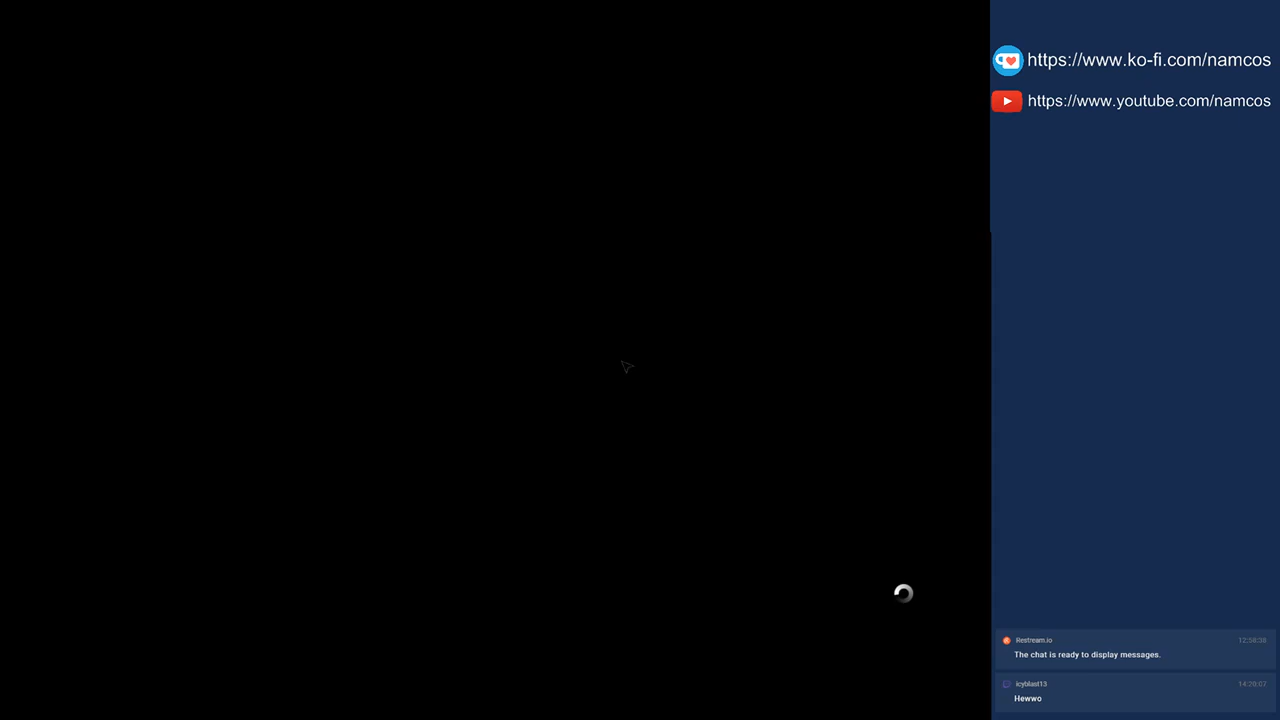 https://www.ko-fi.com/namcos
https://www.youtube.com/namcos
Restream.io 12:58:36
The chat is ready to display messages.
icyblast13 14:20:07
Hewwo